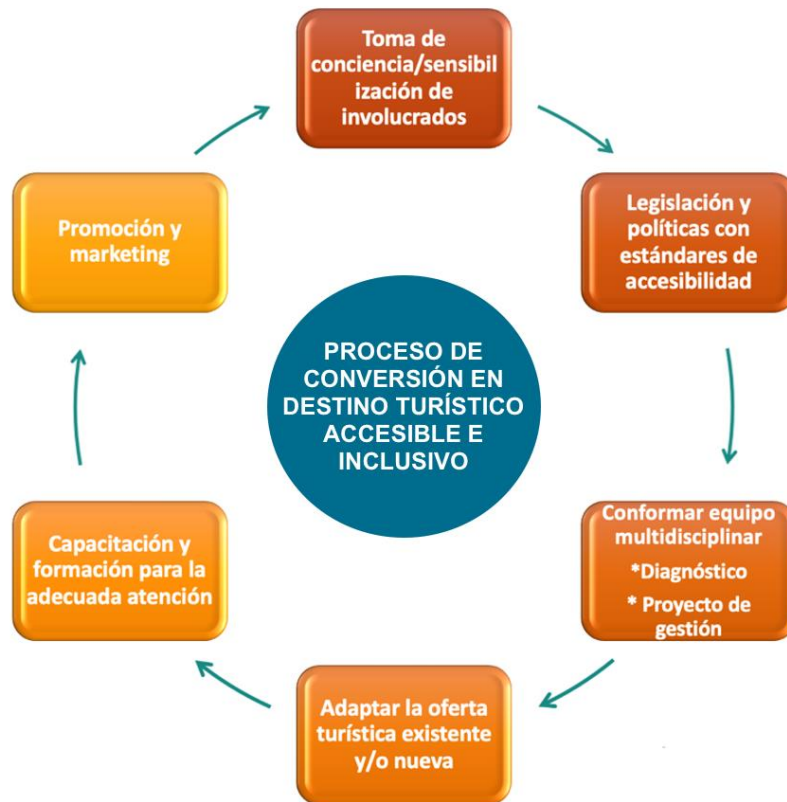 Toma de
conciencia/sensibil
ización de
involucrados
Legislación y
políticas con
estándares de
accesibilidad
Conformar equipo
multidisciplinar
*Diagnóstico
* Proyecto de
gestión
Adaptar la oferta
turística existente
y/o nueva
Capacitación y
formación para la
adecuada atención
Promoción y
marketing
PROCESO DE
CONVERSIÓN EN
DESTINO TURÍSTICO
ACCESIBLE E
INCLUSIVO